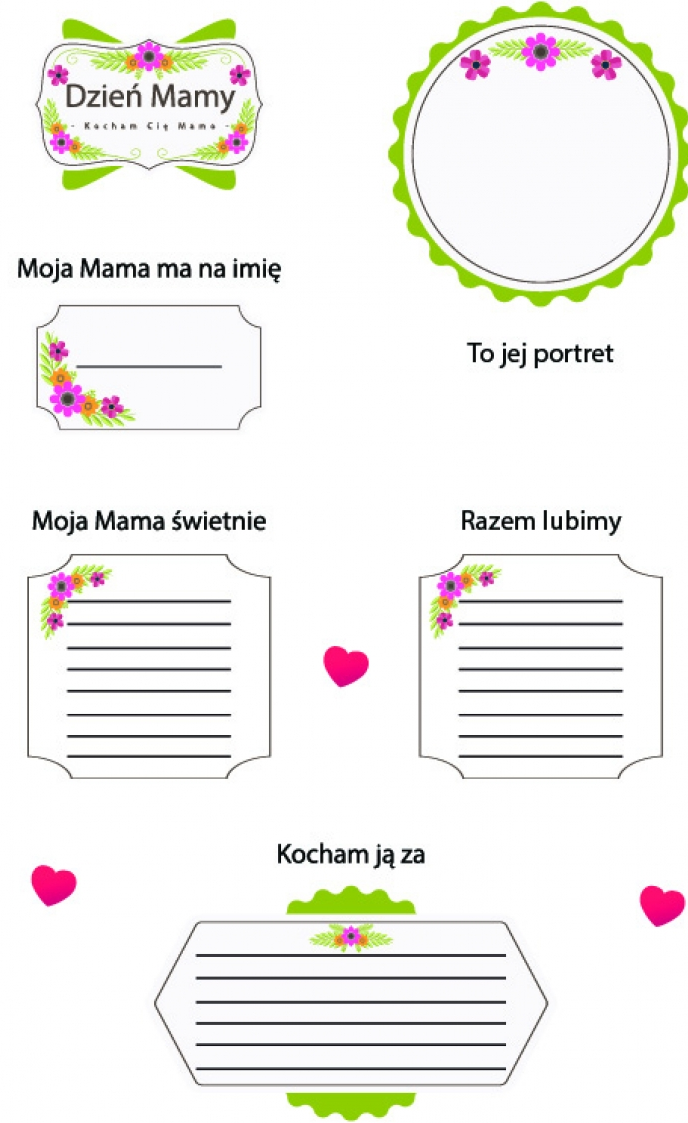 Dzień Mamy
- Kocham Cię Mamo -
Moja Mama ma na imię
To jej portret
Moja Mama świetnie
Razem lubimy
Kocham ją za